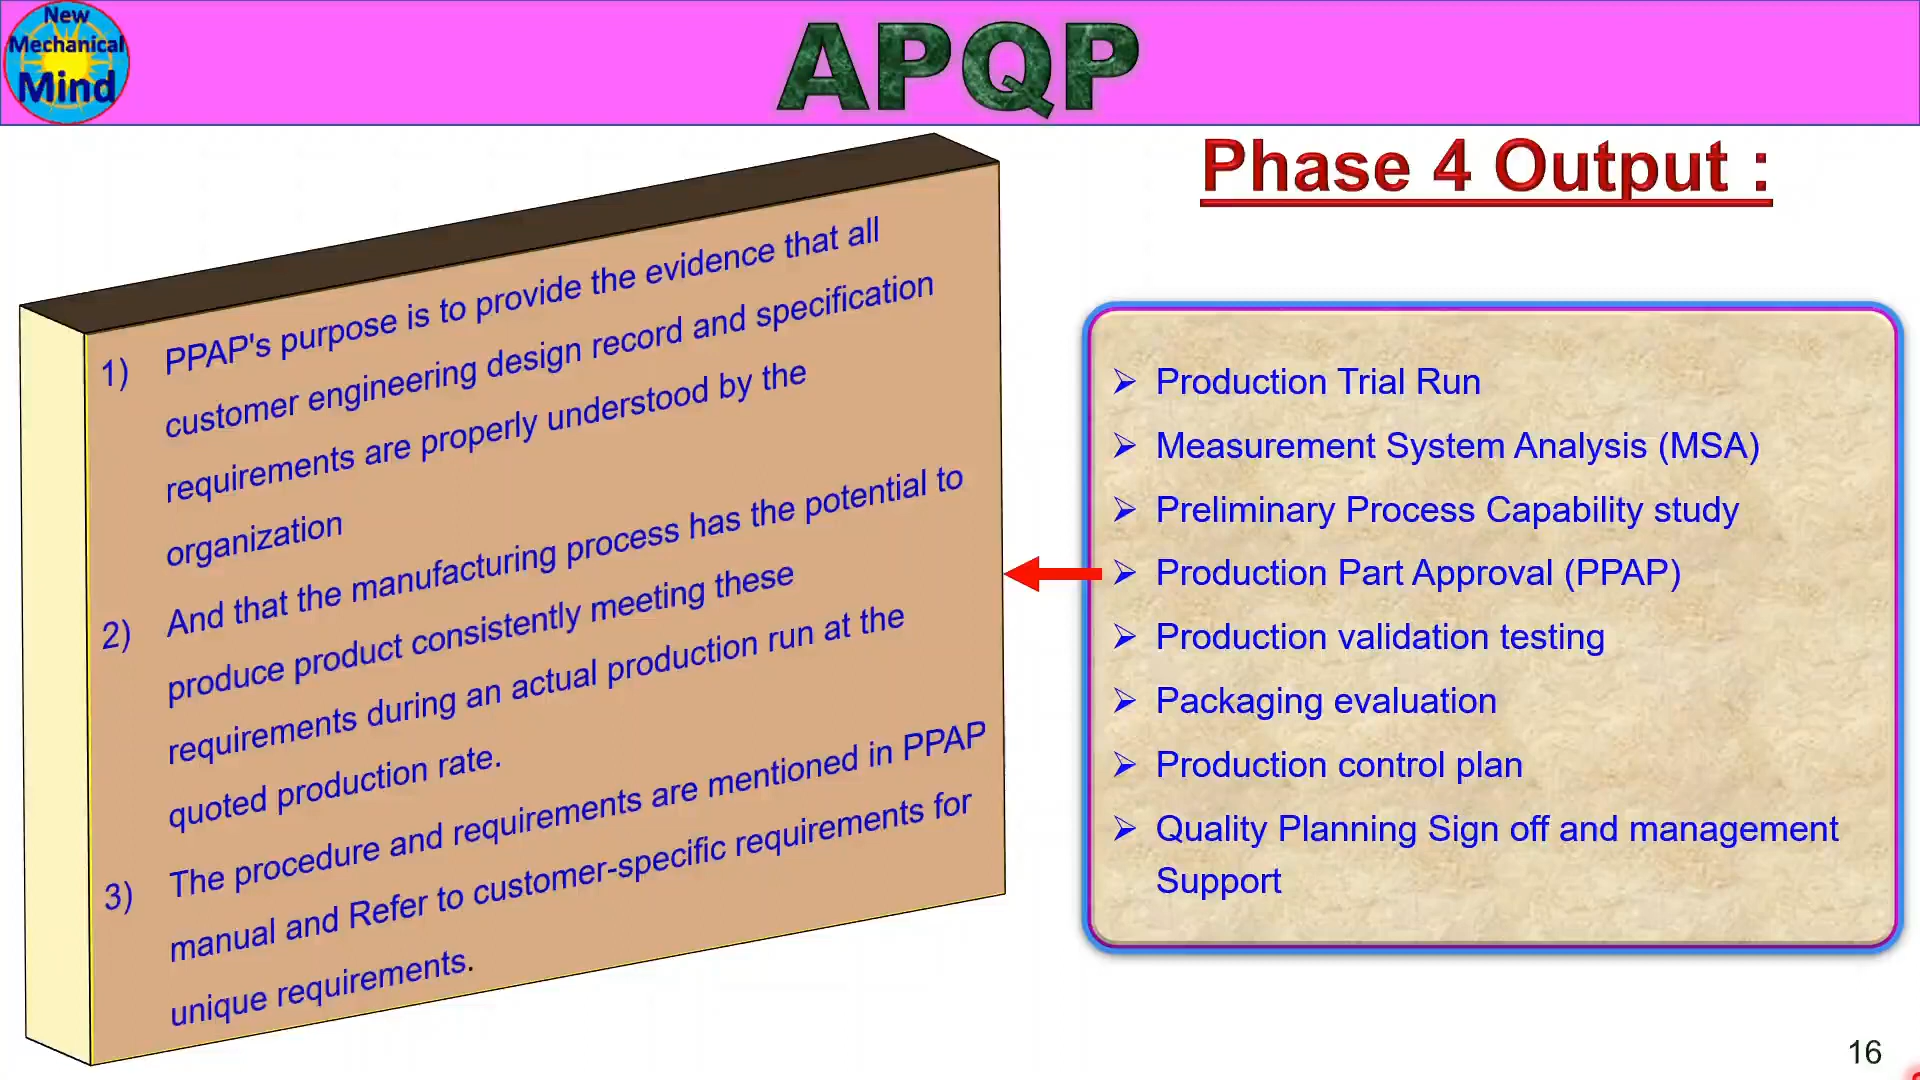 New
Mechanical
Mind
APQP
Phase 4 Output :
1) PPAP's purpose is to provide the evidence that all
customer engineering design record and specification
requirements are properly understood by the
organization
2) And that the manufacturing process has the potential to
produce product consistently meeting these
requirements during an actual production run at the
quoted production rate.
3) The procedure and requirements are mentioned in PPAP
manual and Refer to customer-specific requirements for
unique requirements.
➢ Production Trial Run
➢ Measurement System Analysis (MSA)
➢ Preliminary Process Capability study
➢ Production Part Approval (PPAP)
➢ Production validation testing
➢ Packaging evaluation
➢ Production control plan
➢ Quality Planning Sign off and management
Support
16